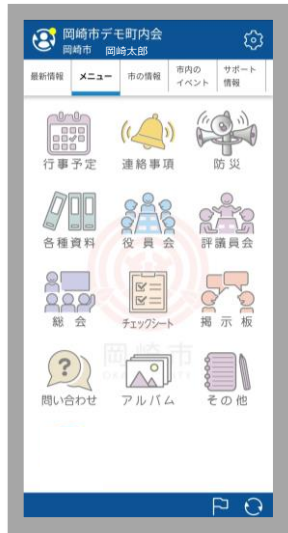 岡崎市デモ町内会
岡崎市 岡崎太郎
最新情報 メニュー 市の情報 市内の イベント サポート 情報
行事予定 連絡事項 防災
各種資料 役員会 評議員会
総会 チェックシート 掲示板
岡崎市
問い合わせ アルバム その他